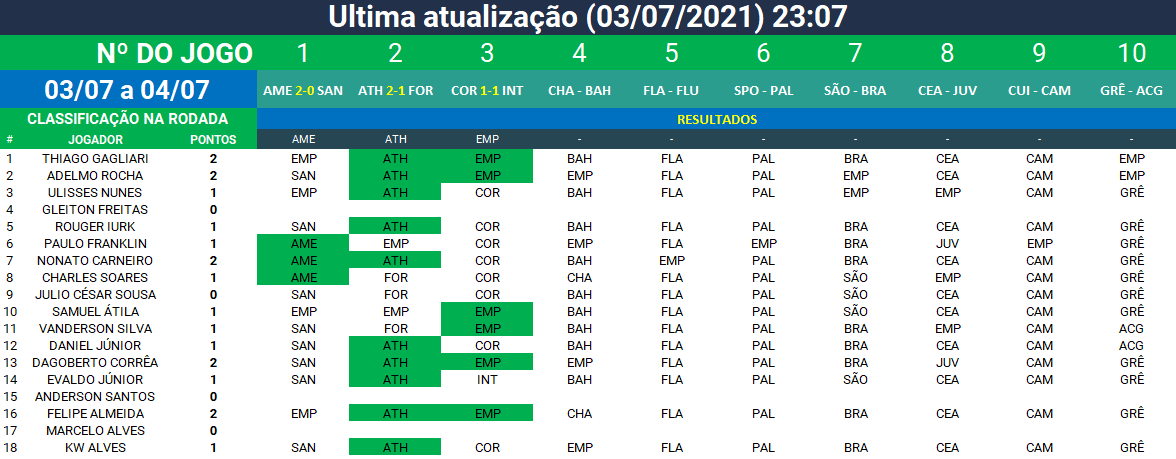 Ultima atualização (03/07/2021) 23:07
Nº DO JOGO 1 2 3 4 5 6 7 8 9 10
03/07 a 04/07 AME 2-0 SAN ATH 2-1 FOR COR 1-1 INT CHA - BAH FLA - FLU SPO - PAL SÃO - BRA CEA - JUV CUI - CAM GRÊ - ACG
CLASSIFICAÇÃO NA RODADA RESULTADOS
# JOGADOR PONTOS AME ATH EMP - - - - - - -
1 THIAGO GAGLIARI 2 EMP ATH EMP BAH FLA PAL BRA CEA CAM EMP
2 ADELMO ROCHA 2 SAN ATH EMP EMP FLA PAL BRA CEA CAM EMP
3 ULISSES NUNES 1 EMP ATH COR BAH FLA PAL EMP EMP CAM GRÊ
4 GLEITON FREITAS 0
5 ROUGER IURK 1 SAN ATH COR BAH FLA PAL BRA CEA CAM GRÊ
6 PAULO FRANKLIN 1 AME EMP COR EMP FLA EMP BRA JUV EMP GRÊ
7 NONATO CARNEIRO 2 AME ATH COR BAH EMP PAL BRA CEA CAM GRÊ
8 CHARLES SOARES 1 AME FOR COR CHA FLA PAL SÃO EMP CAM GRÊ
9 JULIO CÉSAR SOUSA 0 SAN FOR COR BAH FLA PAL SÃO CEA CAM GRÊ
10 SAMUEL ÁTILA 1 EMP EMP EMP BAH FLA PAL SÃO CEA CAM GRÊ
11 VANDERSON SILVA 1 SAN FOR EMP BAH FLA PAL BRA EMP CAM ACG
12 DANIEL JÚNIOR 1 SAN ATH COR BAH FLA PAL BRA CEA CAM ACG
13 DAGOBERTO CORRÊA 2 SAN ATH EMP EMP FLA PAL BRA JUV CAM GRÊ
14 EVALDO JÚNIOR 1 SAN ATH INT BAH FLA PAL SÃO CEA CAM GRÊ
15 ANDERSON SANTOS 0
16 FELIPE ALMEIDA 2 EMP ATH EMP CHA FLA PAL BRA CEA CAM GRÊ
17 MARCELO ALVES 0
18 KW ALVES 1 SAN ATH COR EMP FLA PAL BRA CEA CAM GRÊ